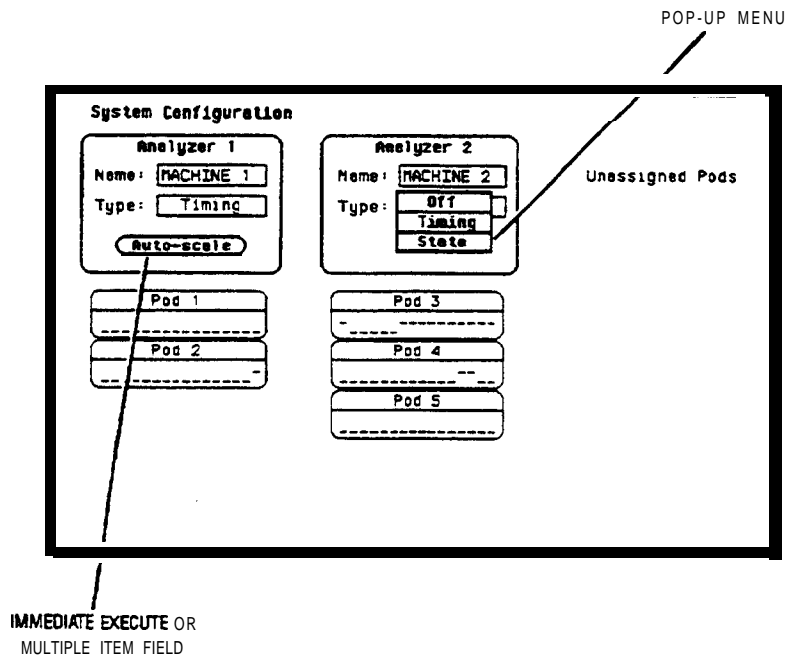 POP-UP MENU
System Configuration
Analyzer 1
Name: MACHINE 1
Type: Timing
Auto-scale
Analyzer 2
Name: MACHINE 2
Type: Off
Timing
State
Unassigned Pods
Pod 1
Pod 2
Pod 3
Pod 4
Pod 5
IMMEDIATE EXECUTE OR
MULTIPLE ITEM FIELD